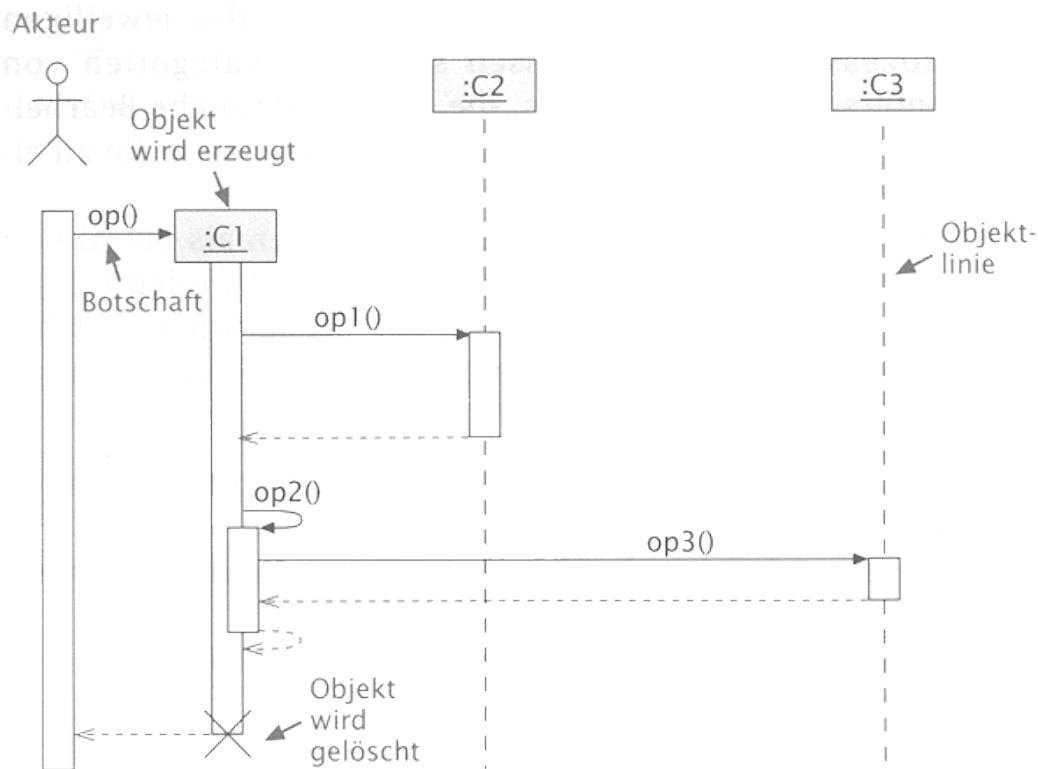 Akteur
:C2
:C3
Objekt
wird erzeugt
op()
:C1
Botschaft
Objekt-
linie
op1()
op2()
op3()
Objekt
wird
gelöscht